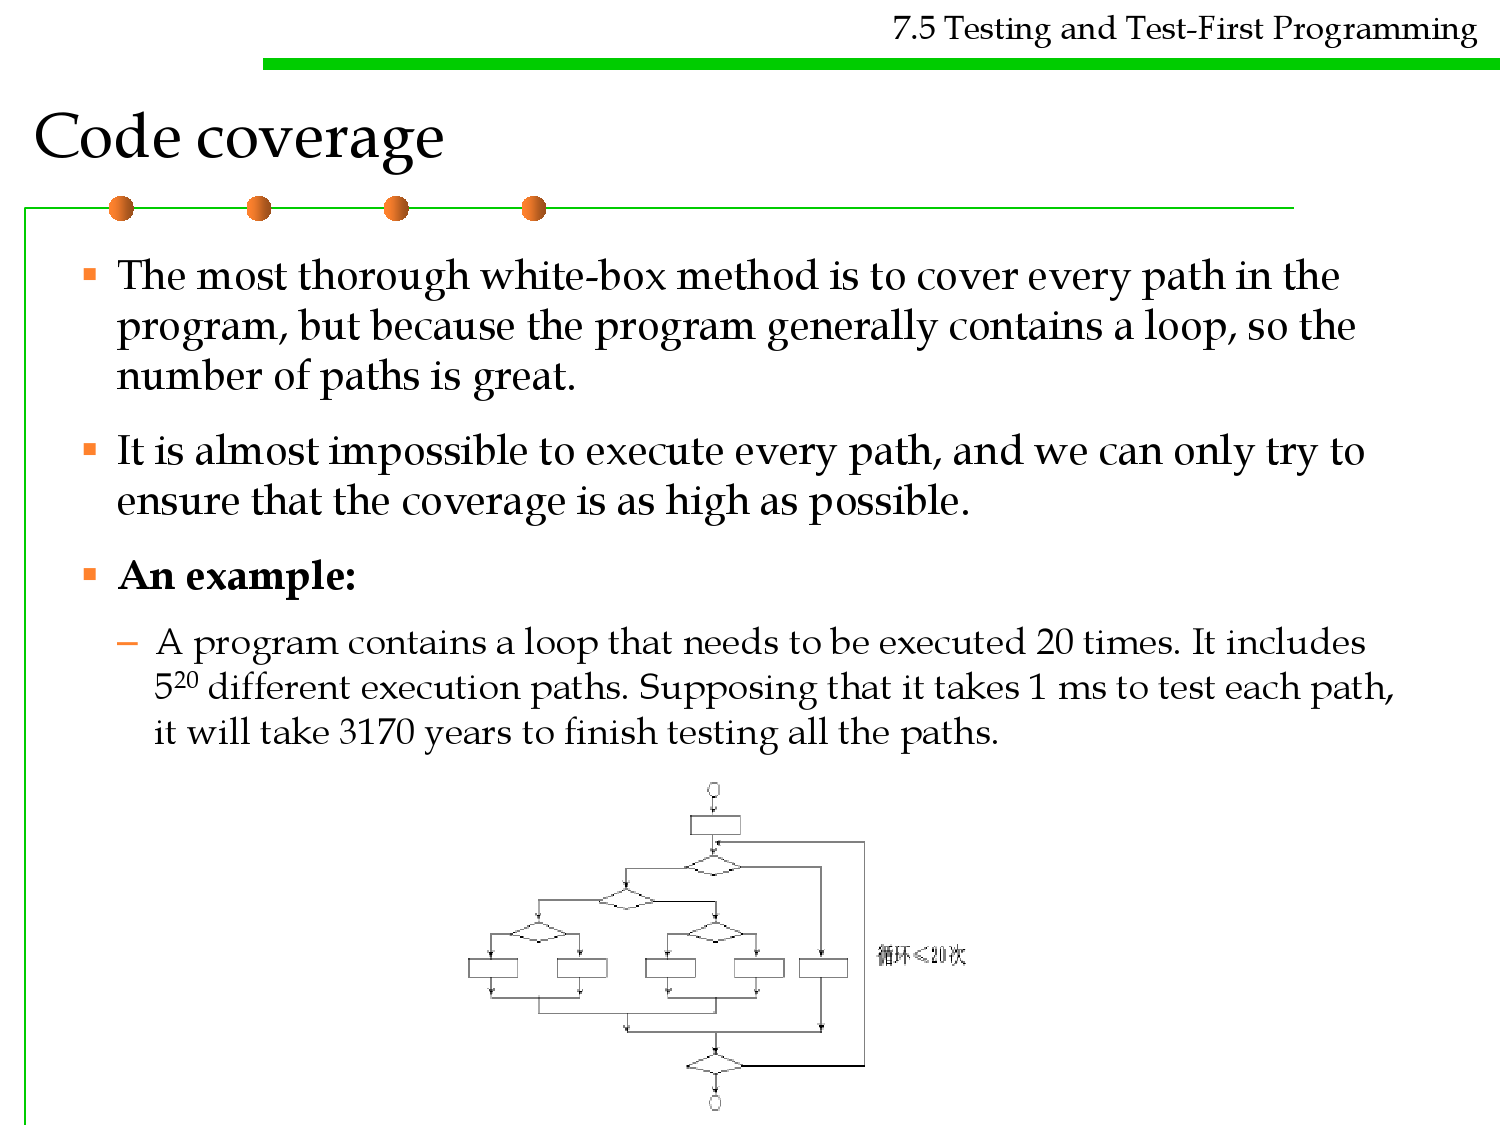 7.5 Testing and Test-First Programming
Code coverage
The most thorough white-box method is to cover every path in the
program, but because the program generally contains a loop, so the
number of paths is great.
It is almost impossible to execute every path, and we can only try to
ensure that the coverage is as high as possible.
An example:
– A program contains a loop that needs to be executed 20 times. It includes
5²⁰ different execution paths. Supposing that it takes 1 ms to test each path,
it will take 3170 years to finish testing all the paths.
循环≤20次